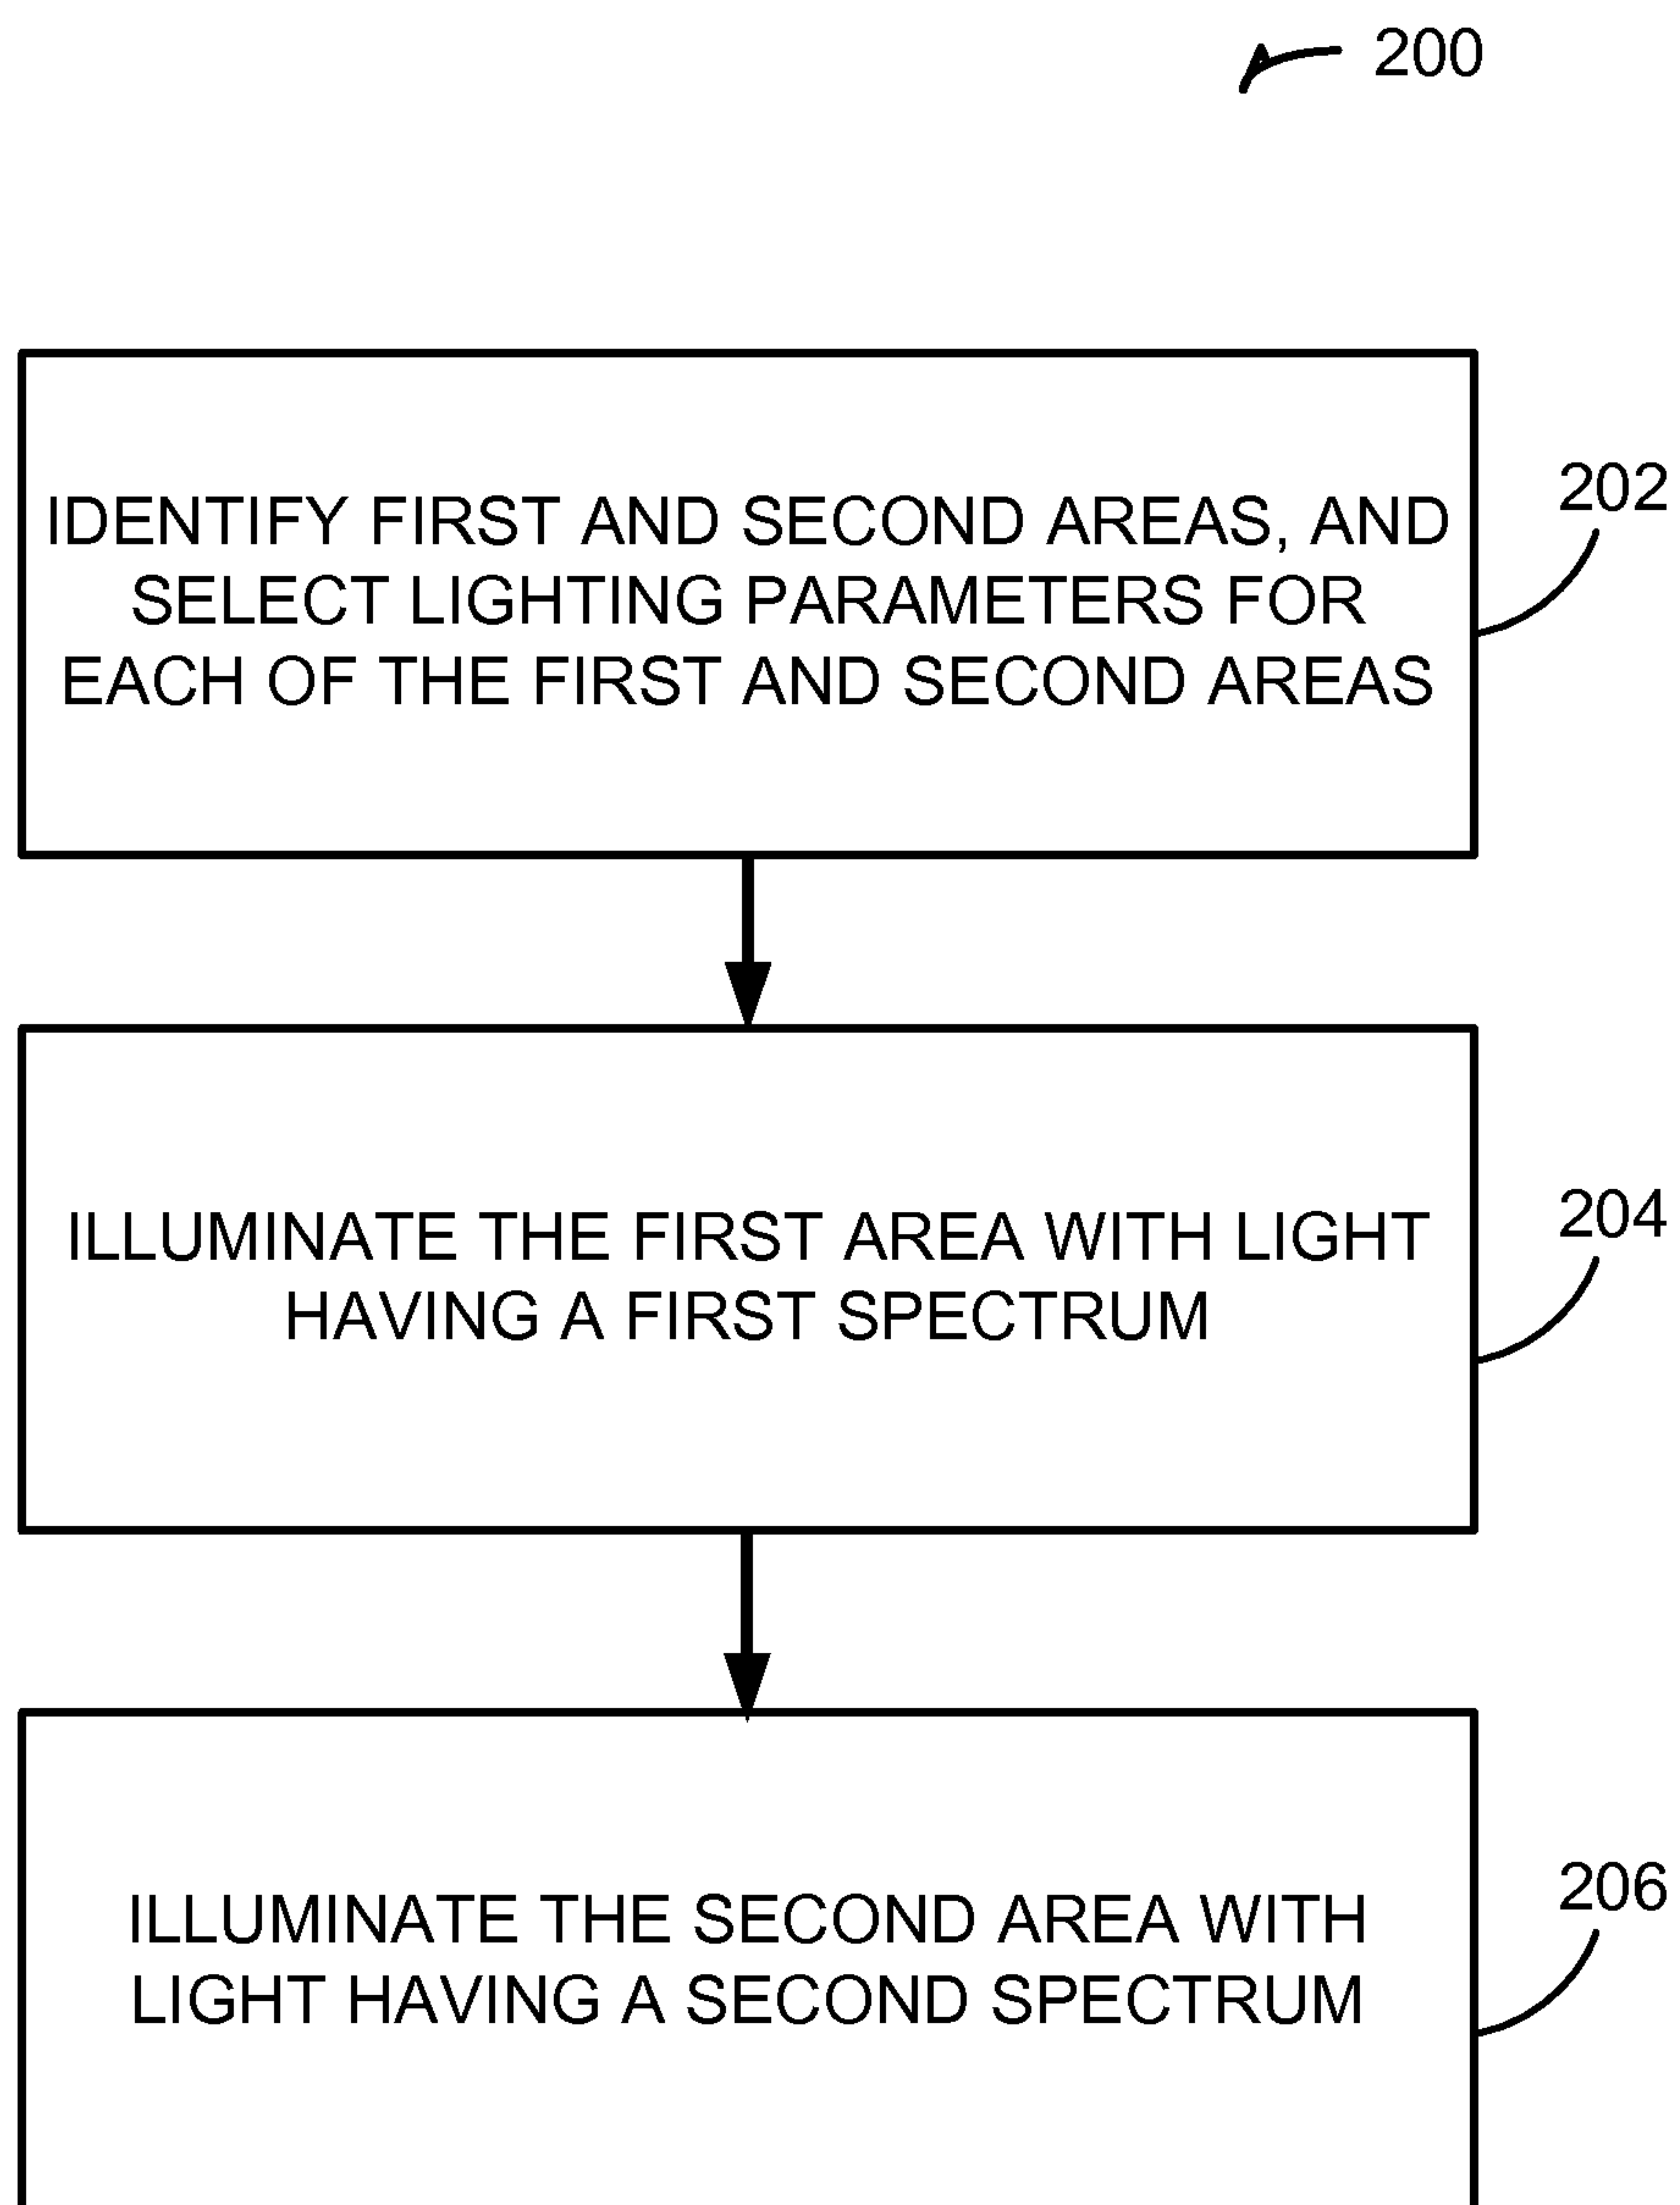 200
IDENTIFY FIRST AND SECOND AREAS, AND
SELECT LIGHTING PARAMETERS FOR
EACH OF THE FIRST AND SECOND AREAS
202
ILLUMINATE THE FIRST AREA WITH LIGHT
HAVING A FIRST SPECTRUM
204
ILLUMINATE THE SECOND AREA WITH
LIGHT HAVING A SECOND SPECTRUM
206